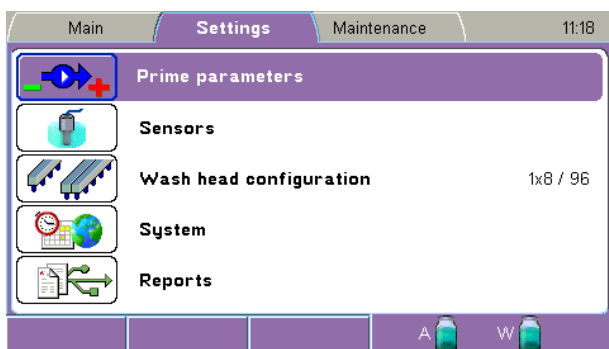 Main Settings Maintenance 11:18
Prime parameters
Sensors
Wash head configuration 1x8 / 96
System
Reports
A W